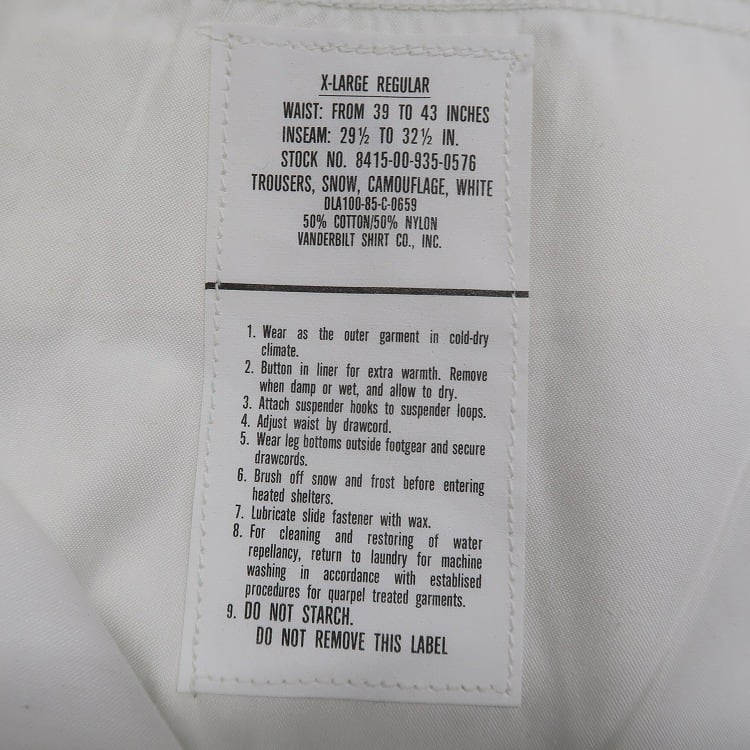 X-LARGE REGULAR
WAIST: FROM 39 TO 43 INCHES
INSEAM: 29½ TO 32½ IN.
STOCK NO. 8415-00-935-0576
TROUSERS, SNOW, CAMOUFLAGE, WHITE
DLA100-85-C-0659
50% COTTON/50% NYLON
VANDERBILT SHIRT CO., INC.
1. Wear as the outer garment in cold-dry
climate.
2. Button in liner for extra warmth. Remove
when damp or wet, and allow to dry.
3. Attach suspender hooks to suspender loops.
4. Adjust waist by drawcord.
5. Wear leg bottoms outside footgear and secure
drawcords.
6. Brush off snow and frost before entering
heated shelters.
7. Lubricate slide fastener with wax.
8. For cleaning and restoring of water
repellancy, return to laundry for machine
washing in accordance with establised
procedures for quarpel treated garments.
9. DO NOT STARCH.
DO NOT REMOVE THIS LABEL